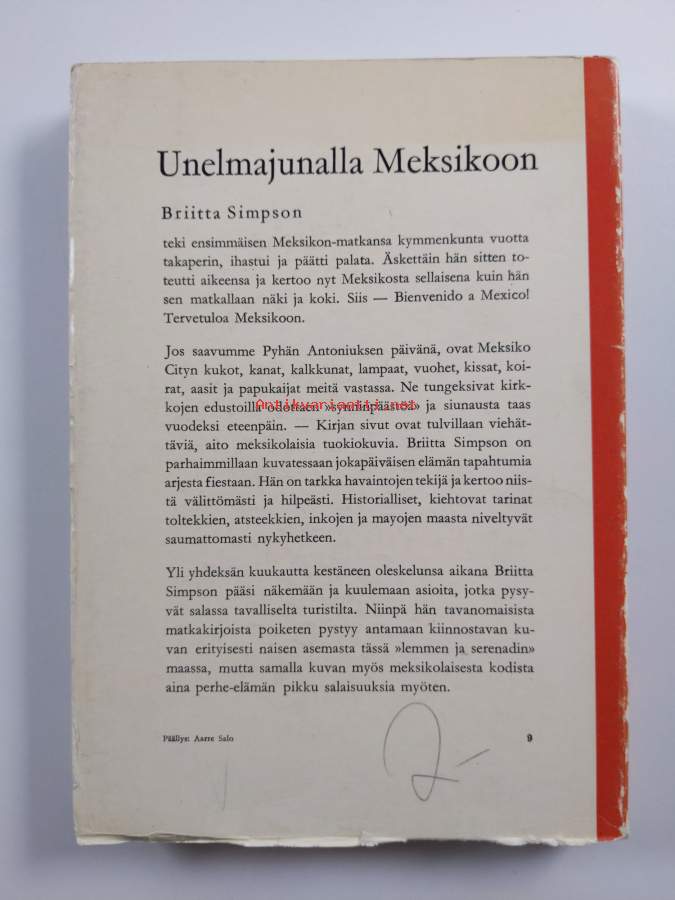 Unelmajunalla Meksikoon
Briitta Simpson
teki ensimmäisen Meksikon-matkansa kymmenkunta vuotta
takaperin, ihastui ja päätti palata. Äskettäin hän sitten to-
teutti aikeensa ja kertoo nyt Meksikosta sellaisena kuin hän
sen matkallaan näki ja koki. Siis — Bienvenido a Mexico!
Tervetuloa Meksikoon.
Jos saavumme Pyhän Antoniuksen päivänä, ovat Meksiko
Cityn kukot, kanat, kalkkunat, lampaat, vuohet, kissat, koi-
rat, aasit ja papukaijat meitä vastassa. Ne tungeksivat kirk-
kojen edustoilla odottaen »synninpäästöä» ja siunausta taas
Antikvariaatti.net
vuodeksi eteenpäin. — Kirjan sivut ovat tulvillaan viehät-
täviä, aito meksikolaisia tuokiokuvia. Briitta Simpson on
parhaimmillaan kuvatessaan jokapäiväisen elämän tapahtumia
arjesta fiestaan. Hän on tarkka havaintojen tekijä ja kertoo niis-
tä välittömästi ja hilpeästi. Historialliset, kiehtovat tarinat
toltekkien, atsteekkien, inkojen ja mayojen maasta niveltyvät
saumattomasti nykyhetkeen.
Yli yhdeksän kuukautta kestäneen oleskelunsa aikana Briitta
Simpson pääsi näkemään ja kuulemaan asioita, jotka pysy-
vät salassa tavalliselta turistilta. Niinpä hän tavanomaisista
matkakirjoista poiketen pystyy antamaan kiinnostavan ku-
van erityisesti naisen asemasta tässä »lemmen ja serenadin»
maassa, mutta samalla kuvan myös meksikolaisesta kodista
aina perhe-elämän pikku salaisuuksia myöten.
Päällys: Aarre Salo 9
2,–